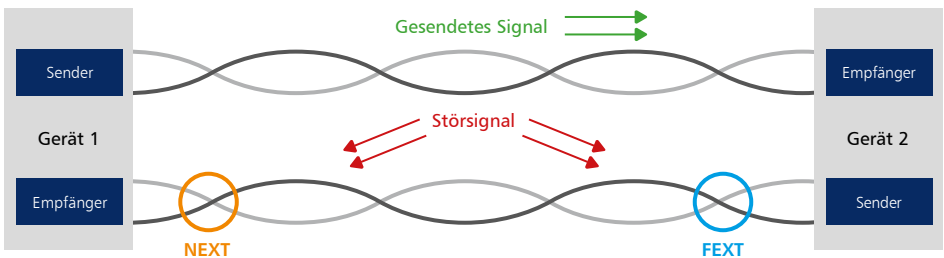 Gesendetes Signal
Sender
Empfänger
Störsignal
Gerät 1
Gerät 2
Empfänger
Sender
NEXT
FEXT